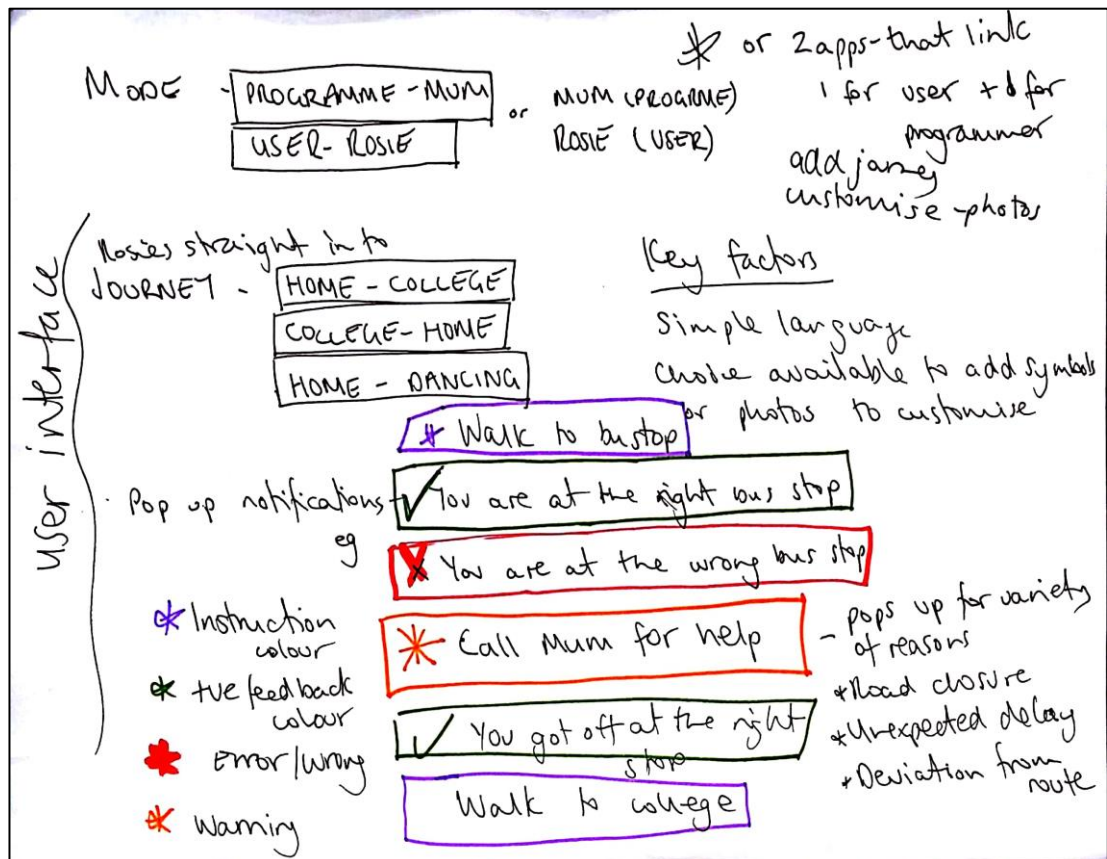 * or 2 apps - that link
1 for user + 1 for
programmer
add jorney
customise - photos
MODE - PROGRAMME - MUM
USER - ROSIE
or MUM (PROGRME)
ROSIE (USER)
user interface
Rosies straight in to
JOURNEY - HOME - COLLEGE
COLLEGE - HOME
HOME - DANCING
Key factors
Simple language
choice available to add symbols
or photos to customise
* Walk to bustop
Pop up notifications -
eg
✓ You are at the right bus stop
X You are at the wrong bus stop
* Call Mum for help
- pops up for variety
of reasons
* Road closure
* Unexpected delay
* Deviation from
route
✓ You got off at the right
stop
Walk to college
* Instruction
colour
* +ve feedback
colour
* Error/wrong
* Warning